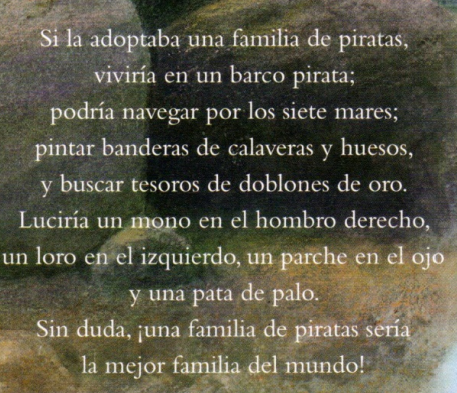 Si la adoptaba una familia de piratas,
viviría en un barco pirata;
podría navegar por los siete mares;
pintar banderas de calaveras y huesos,
y buscar tesoros de doblones de oro.
Luciría un mono en el hombro derecho,
un loro en el izquierdo, un parche en el ojo
y una pata de palo.
Sin duda, ¡una familia de piratas sería
la mejor familia del mundo!